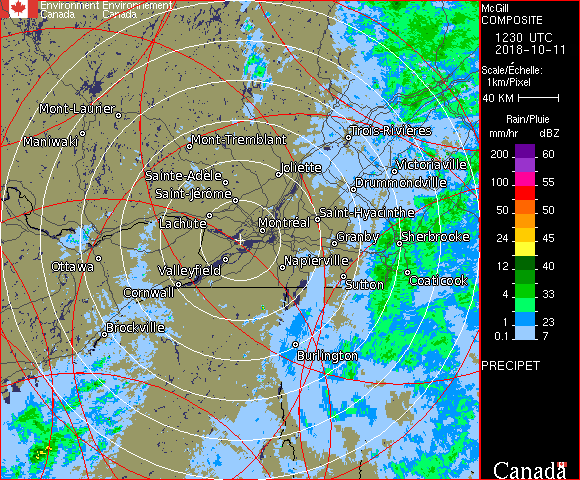 Environment Environnement
Canada Canada
McGill
COMPOSITE
1230 UTC
2018-10-11
Scale/Échelle:
1km/Pixel
40 KM
Rain/Pluie
mm/hr dBZ
200 60
100 55
50 50
24 45
12 40
4 33
1 23
0.1 7
PRECIPET
Canada
Mont-Laurier
Maniwaki
Mont-Tremblant
Trois-Rivières
Sainte-Adèle
Joliette
Victoriaville
Saint-Jérôme
Drummondville
Lachute
Montréal
Saint-Hyacinthe
Granby
Sherbrooke
Ottawa
Valleyfield
Napierville
Cornwall
Sutton
Coaticook
Brockville
Burlington